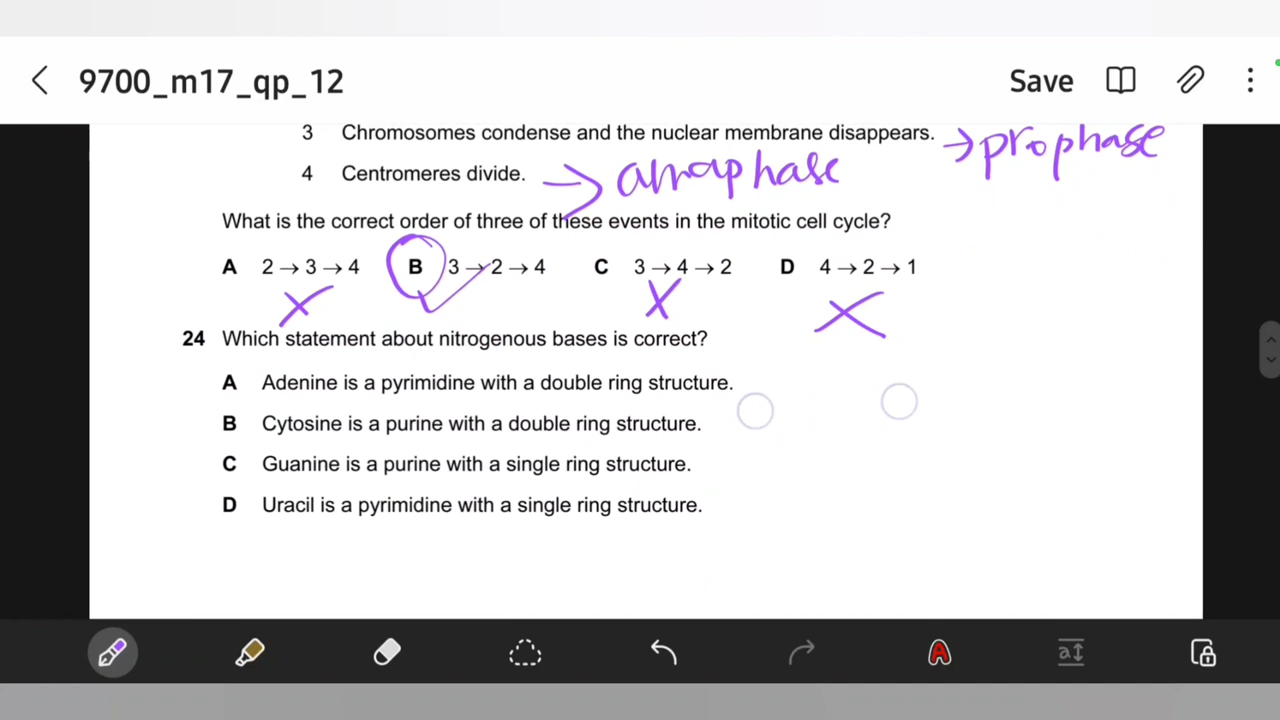 9700_m17_qp_12 Save
3 Chromosomes condense and the nuclear membrane disappears. → prophase
4 Centromeres divide. → anaphase
What is the correct order of three of these events in the mitotic cell cycle?
A 2 → 3 → 4 B 3 → 2 → 4 C 3 → 4 → 2 D 4 → 2 → 1
24 Which statement about nitrogenous bases is correct?
A Adenine is a pyrimidine with a double ring structure.
B Cytosine is a purine with a double ring structure.
C Guanine is a purine with a single ring structure.
D Uracil is a pyrimidine with a single ring structure.